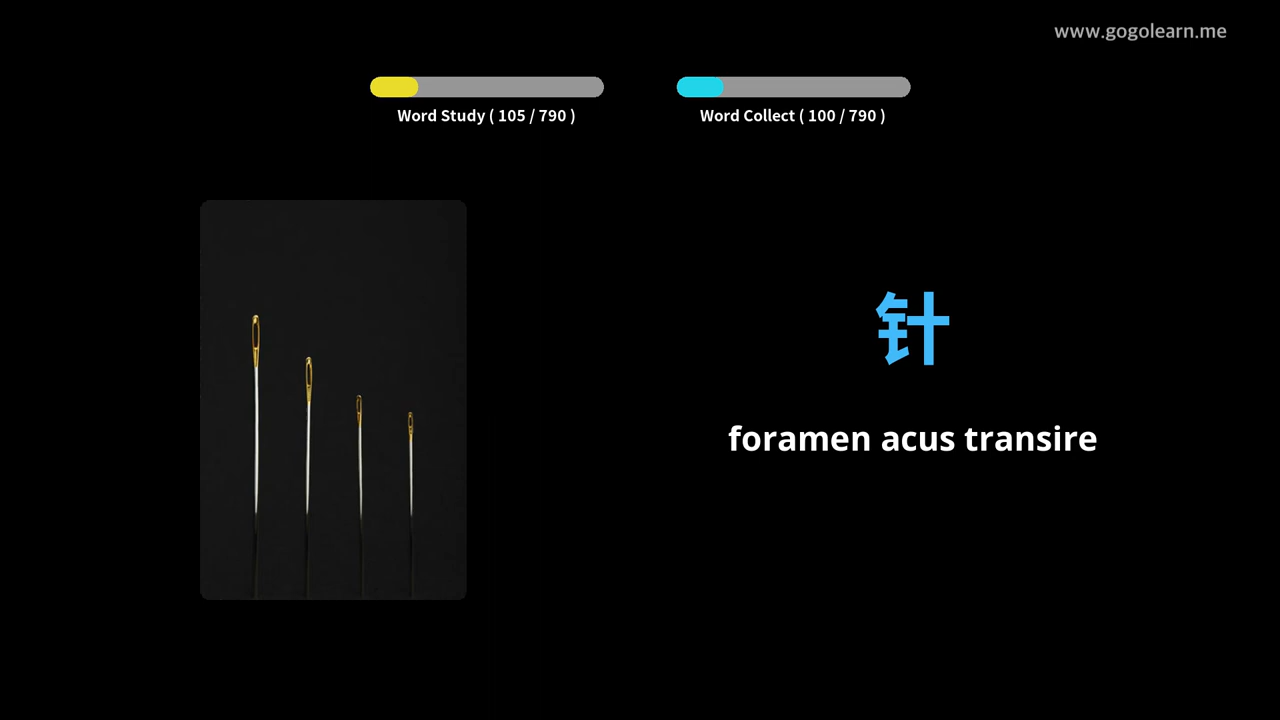 www.gogolearn.me
Word Study ( 105 / 790 )
Word Collect ( 100 / 790 )
针
foramen acus transire